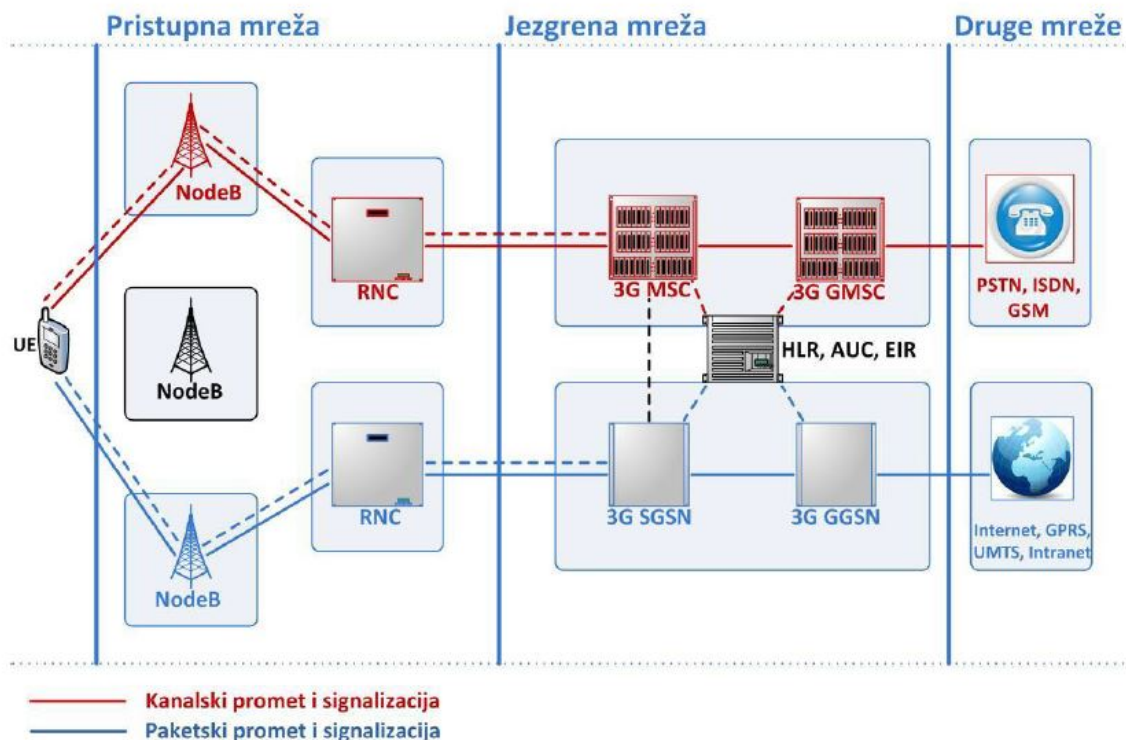 Pristupna mreža
Jezgrena mreža
Druge mreže
NodeB
RNC
3G MSC
3G GMSC
PSTN, ISDN,
GSM
UE
NodeB
HLR, AUC, EIR
RNC
3G SGSN
3G GGSN
Internet, GPRS,
UMTS, Intranet
NodeB
Kanalski promet i signalizacija
Paketski promet i signalizacija